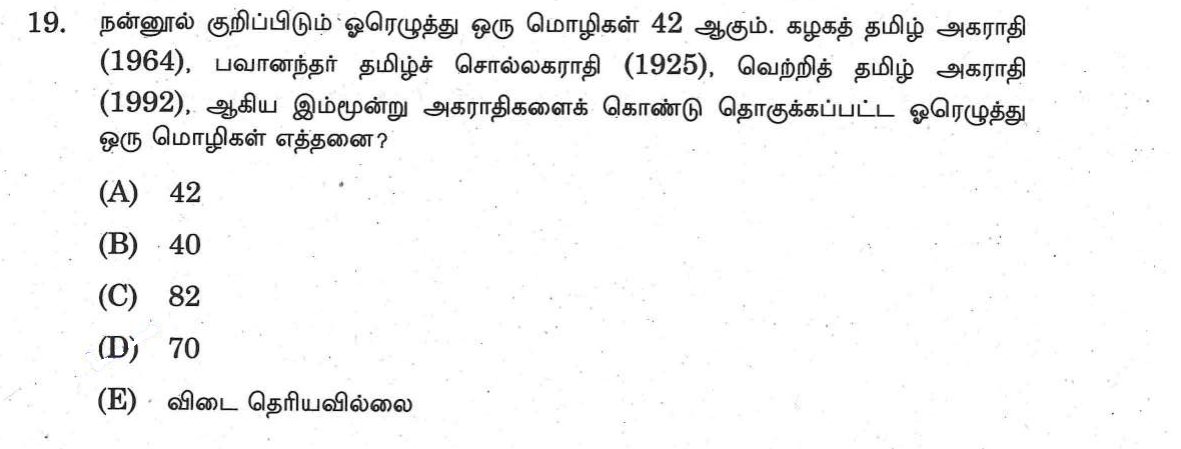 19. நன்னூல் குறிப்பிடும் ஓரெழுத்து ஒரு மொழிகள் 42 ஆகும். கழகத் தமிழ் அகராதி
(1964), பவானந்தர் தமிழ்ச் சொல்லகராதி (1925), வெற்றித் தமிழ் அகராதி
(1992), ஆகிய இம்மூன்று அகராதிகளைக் கொண்டு தொகுக்கப்பட்ட ஓரெழுத்து
ஒரு மொழிகள் எத்தனை?
(A) 42
(B) 40
(C) 82
(D) 70
(E) விடை தெரியவில்லை